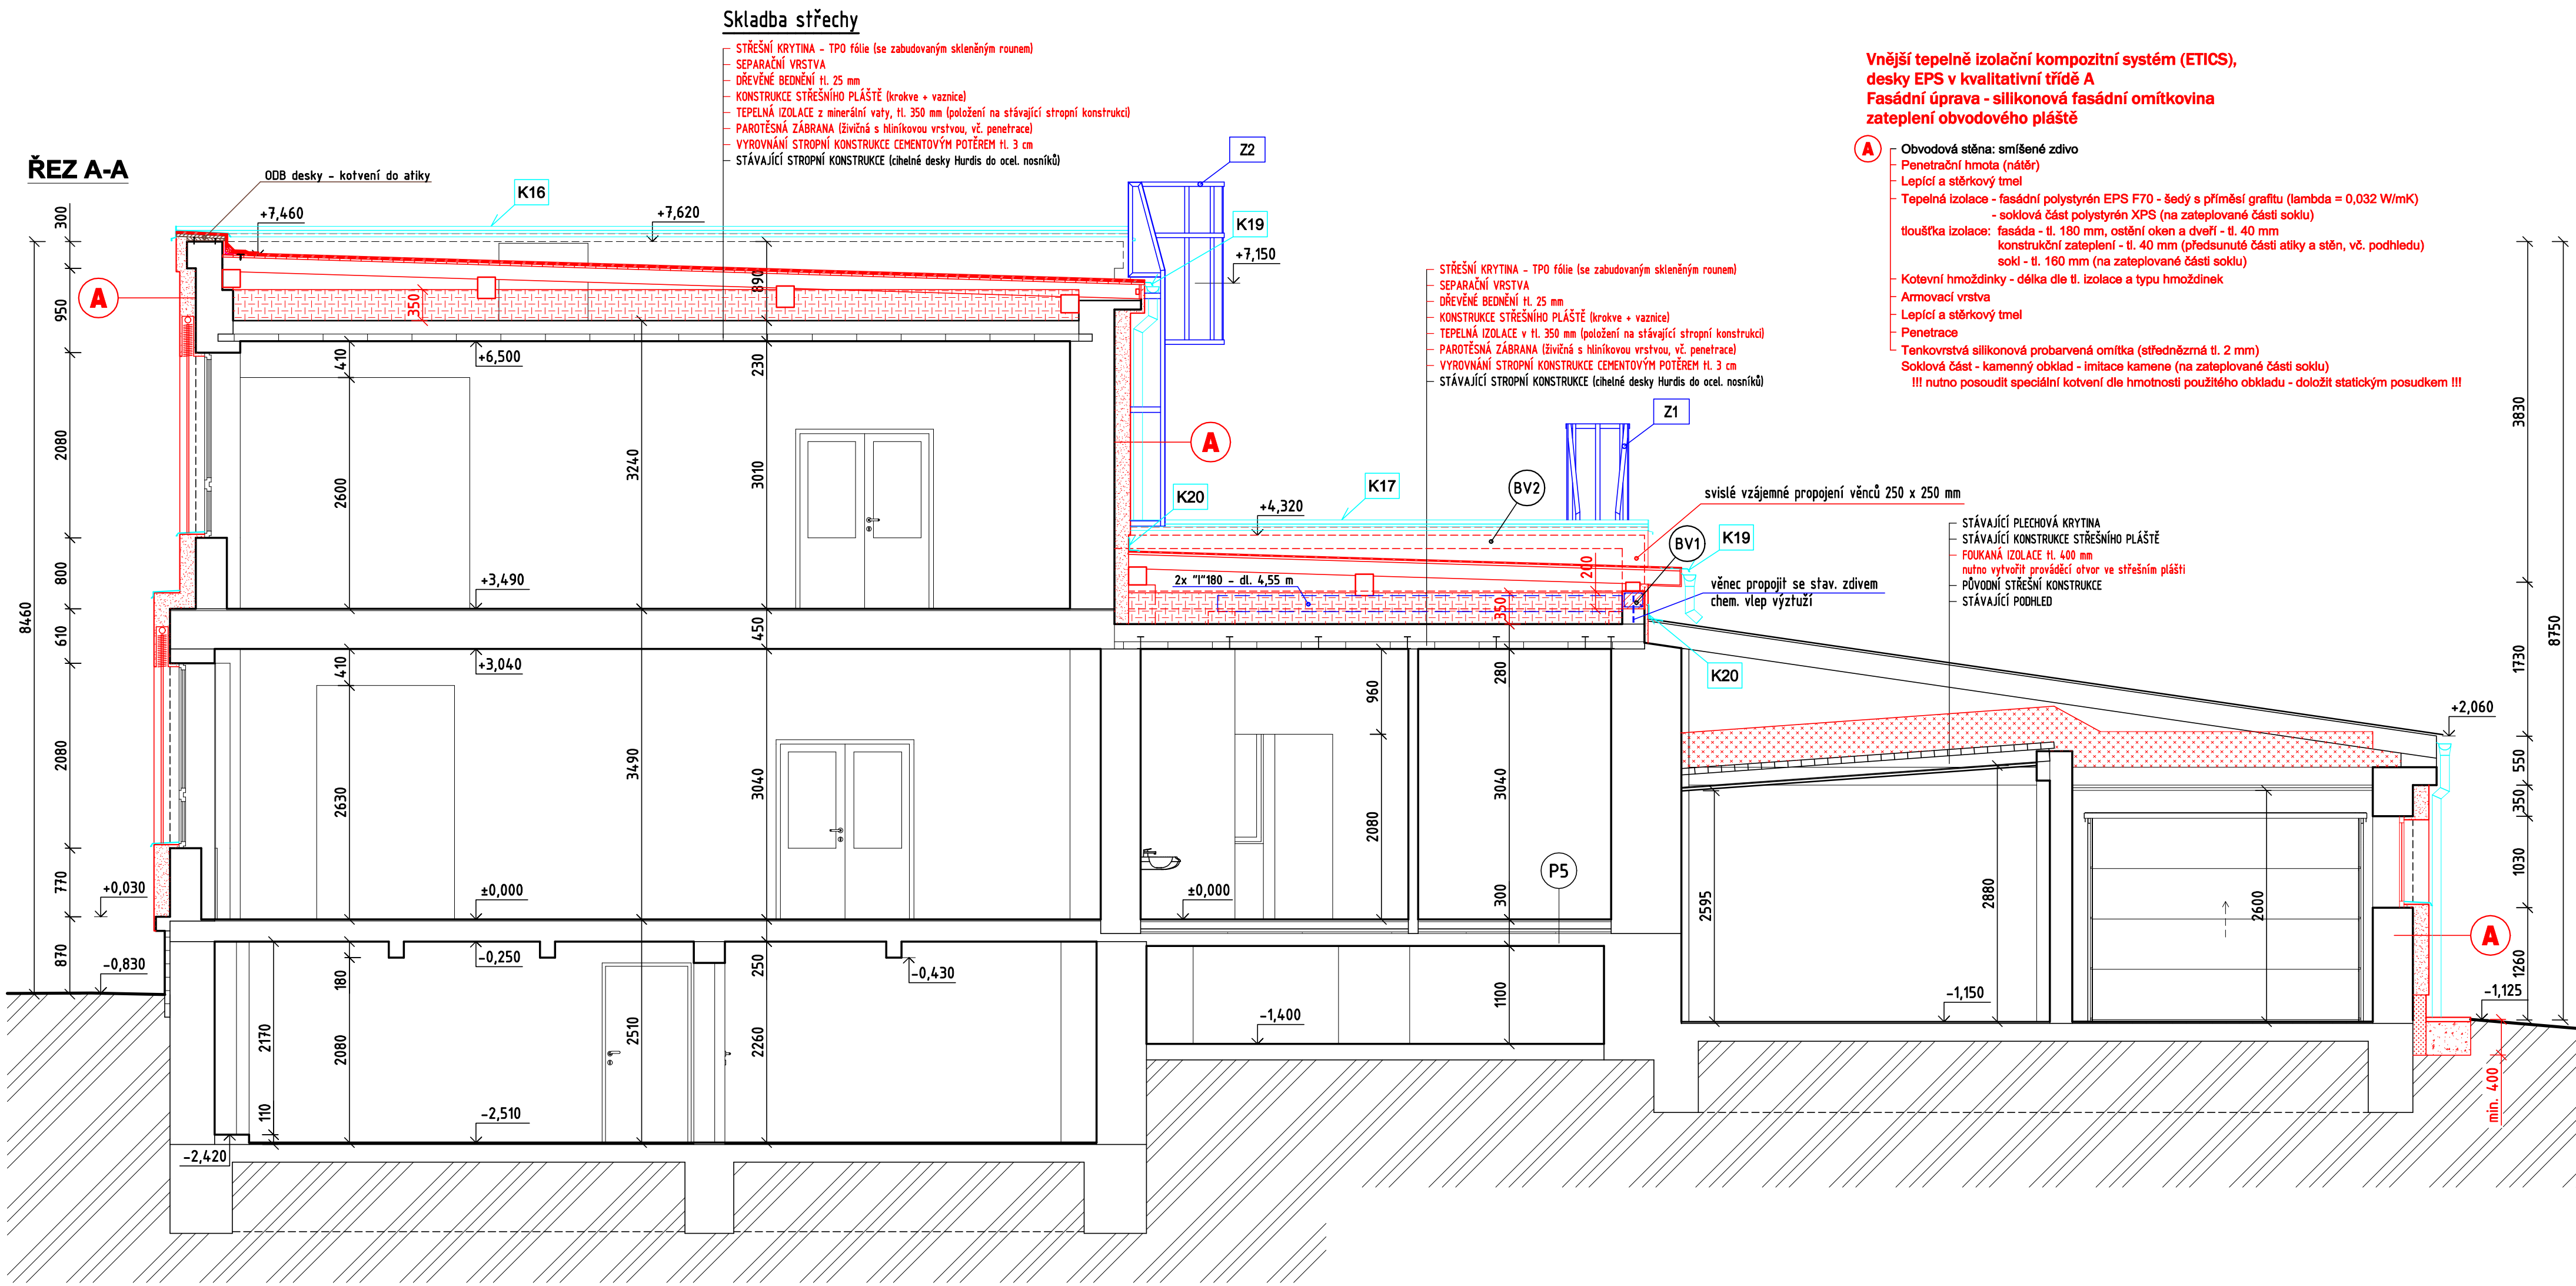 Skladba střechy
STŘEŠNÍ KRYTINA - TPO fólie (se zabudovaným skleněným rounem)
SEPARAČNÍ VRSTVA
DŘEVĚNÉ BEDNĚNÍ tl. 25 mm
KONSTRUKCE STŘEŠNÍHO PLÁŠTĚ (krokve + vaznice)
TEPELNÁ IZOLACE z minerální vaty, tl. 350 mm (položení na stávající stropní konstrukci)
PAROTĚSNÁ ZÁBRANA (živičná s hliníkovou vrstvou, vč. penetrace)
VYROVNÁNÍ STROPNÍ KONSTRUKCE CEMENTOVÝM POTĚREM tl. 3 cm
STÁVAJÍCÍ STROPNÍ KONSTRUKCE (cihelné desky Hurdis do ocel. nosníků)
Vnější tepelně izolační kompozitní systém (ETICS),
desky EPS v kvalitativní třídě A
Fasádní úprava - silikonová fasádní omítkovina
zateplení obvodového pláště
A
Obvodová stěna: smíšené zdivo
Penetrační hmota (nátěr)
Lepící a stěrkový tmel
Tepelná izolace - fasádní polystyrén EPS F70 - šedý s příměsí grafitu (lambda = 0,032 W/mK)
- soklová část polystyrén XPS (na zateplované části soklu)
tloušťka izolace: fasáda - tl. 180 mm, ostění oken a dveří - tl. 40 mm
konstrukční zateplení - tl. 40 mm (předsunuté části atiky a stěn, vč. podhledu)
sokl - tl. 160 mm (na zateplované části soklu)
Kotevní hmoždinky - délka dle tl. izolace a typu hmoždinek
Armovací vrstva
Lepící a stěrkový tmel
Penetrace
Tenkovrstvá silikonová probarvená omítka (střednězrná tl. 2 mm)
Soklová část - kamenný obklad - imitace kamene (na zateplované části soklu)
!!! nutno posoudit speciální kotvení dle hmotnosti použitého obkladu - doložit statickým posudkem !!!
ŘEZ A-A
ODB desky - kotvení do atiky
K16
Z2
K19
+7,460
+7,620
+7,150
STŘEŠNÍ KRYTINA - TPO fólie (se zabudovaným skleněným rounem)
SEPARAČNÍ VRSTVA
DŘEVĚNÉ BEDNĚNÍ tl. 25 mm
KONSTRUKCE STŘEŠNÍHO PLÁŠTĚ (krokve + vaznice)
TEPELNÁ IZOLACE v tl. 350 mm (položení na stávající stropní konstrukci)
PAROTĚSNÁ ZÁBRANA (živičná s hliníkovou vrstvou, vč. penetrace)
VYROVNÁNÍ STROPNÍ KONSTRUKCE CEMENTOVÝM POTĚREM tl. 3 cm
STÁVAJÍCÍ STROPNÍ KONSTRUKCE (cihelné desky Hurdis do ocel. nosníků)
300
950
2080
800
610
2080
770
870
8460
A
350
890
410
+6,500
2300
2600
3240
3010
A
Z1
K20
K17
BV2
+4,320
svislé vzájemné propojení věnců 250 x 250 mm
BV1
K19
200
2x "I"180 - dl. 4,55 m
350
věnec propojit se stav. zdivem
chem. vlep výztuží
STÁVAJÍCÍ PLECHOVÁ KRYTINA
STÁVAJÍCÍ KONSTRUKCE STŘEŠNÍHO PLÁŠTĚ
FOUKANÁ IZOLACE tl. 400 mm
nutno vytvořit prováděcí otvor ve střešním plášti
PŮVODNÍ STŘEŠNÍ KONSTRUKCE
STÁVAJÍCÍ PODHLED
K20
+3,490
450
+3,040
410
2630
3490
3040
280
960
2080
3040
300
+2,060
3830
1730
550
350
1030
1260
8750
+0,030
±0,000
±0,000
P5
2595
2880
2600
A
-0,830
-0,250
-0,430
180
250
2170
2080
2510
2260
110
-2,510
-2,420
-1,400
1100
-1,150
-1,125
min. 400